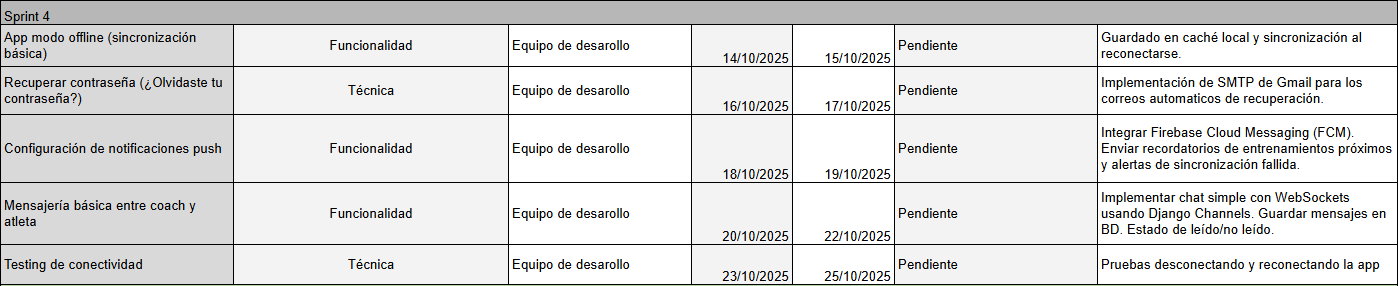 Sprint 4
App modo offline (sincronización
básica)
Funcionalidad
Equipo de desarollo
14/10/2025
15/10/2025
Pendiente
Guardado en caché local y sincronización al
reconectarse.
Recuperar contraseña (¿Olvidaste tu
contraseña?)
Técnica
Equipo de desarollo
16/10/2025
17/10/2025
Pendiente
Implementación de SMTP de Gmail para los
correos automaticos de recuperación.
Configuración de notificaciones push
Funcionalidad
Equipo de desarollo
18/10/2025
19/10/2025
Pendiente
Integrar Firebase Cloud Messaging (FCM).
Enviar recordatorios de entrenamientos próximos
y alertas de sincronización fallida.
Mensajería básica entre coach y
atleta
Funcionalidad
Equipo de desarollo
20/10/2025
22/10/2025
Pendiente
Implementar chat simple con WebSockets
usando Django Channels. Guardar mensajes en
BD. Estado de leído/no leído.
Testing de conectividad
Técnica
Equipo de desarollo
23/10/2025
25/10/2025
Pendiente
Pruebas desconectando y reconectando la app